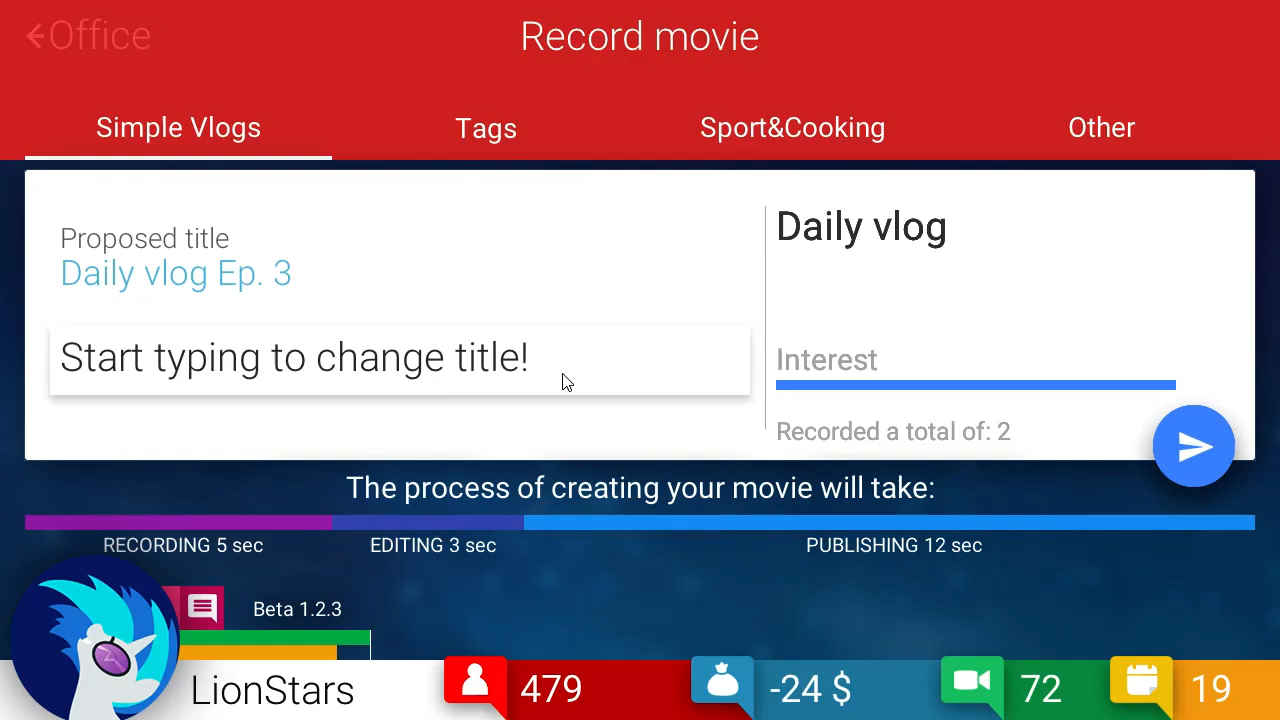 Office
Record movie
Simple Vlogs
Tags
Sport&Cooking
Other
Proposed title
Daily vlog Ep. 3
Start typing to change title!
Daily vlog
Interest
Recorded a total of: 2
The process of creating your movie will take:
RECORDING 5 sec
EDITING 3 sec
PUBLISHING 12 sec
Beta 1.2.3
LionStars
479
-24 $
72
19